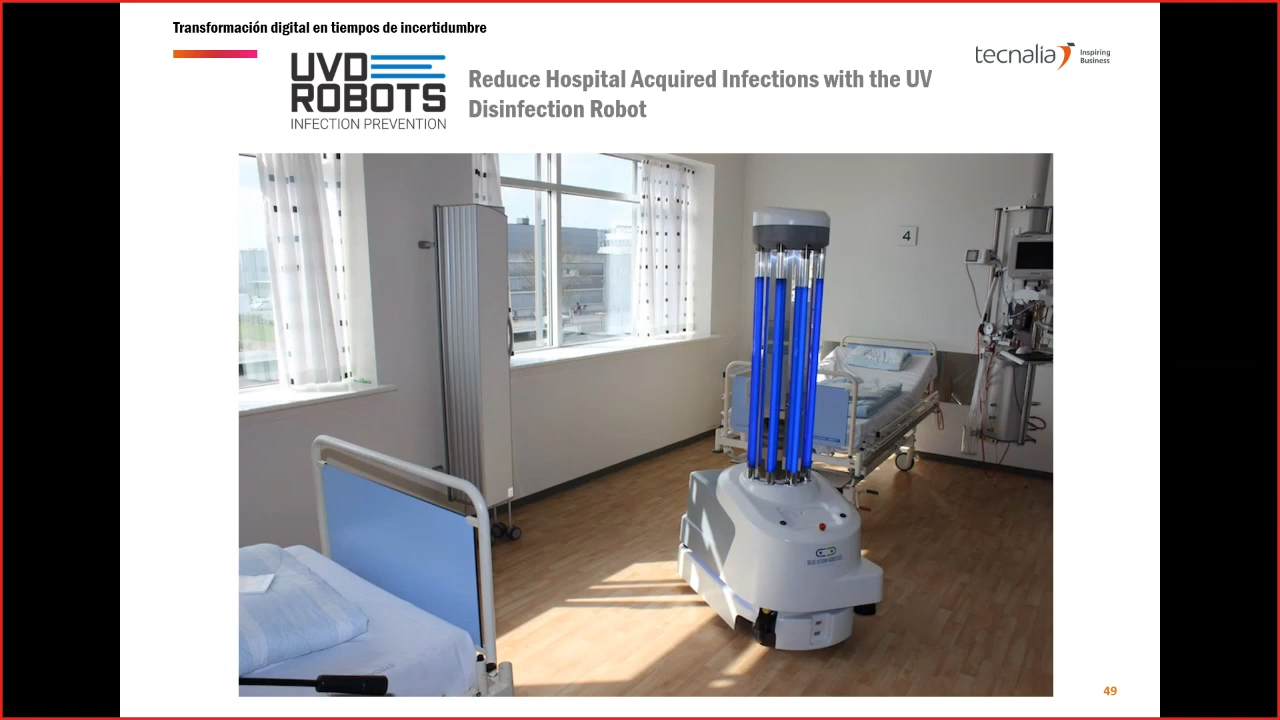 Transformación digital en tiempos de incertidumbre
UVD
ROBOTS
INFECTION PREVENTION
Reduce Hospital Acquired Infections with the UV
Disinfection Robot
tecnalia
Inspiring
Business
4
49